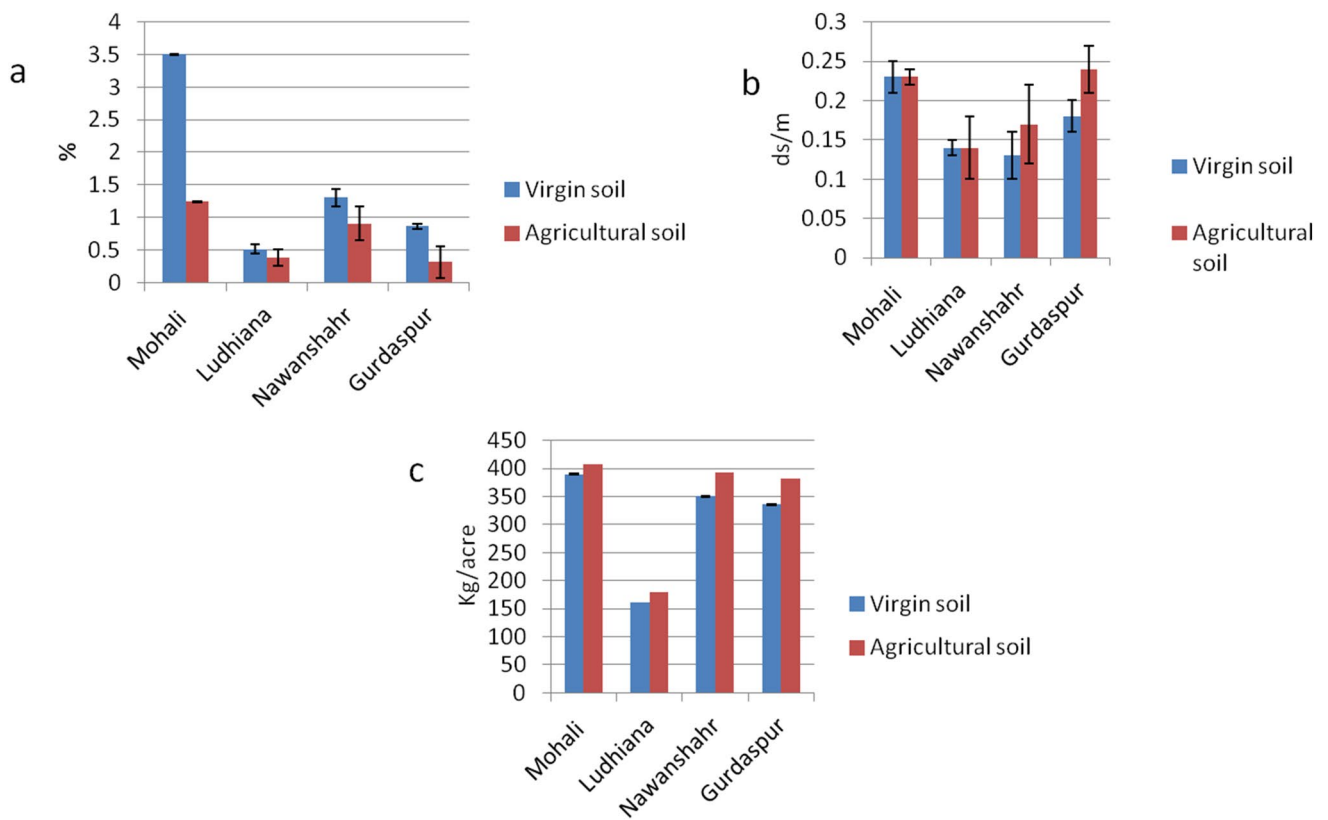 a
%
4
3.5
3
2.5
2
1.5
1
0.5
0
Mohali
Ludhiana
Nawanshahr
Gurdaspur
Virgin soil
Agricultural soil
b
ds/m
0.3
0.25
0.2
0.15
0.1
0.05
0
Mohali
Ludhiana
Nawanshahr
Gurdaspur
Virgin soil
Agricultural
soil
c
Kg/acre
450
400
350
300
250
200
150
100
50
0
Mohali
Ludhiana
Nawanshahr
Gurdaspur
Virgin soil
Agricultural soil